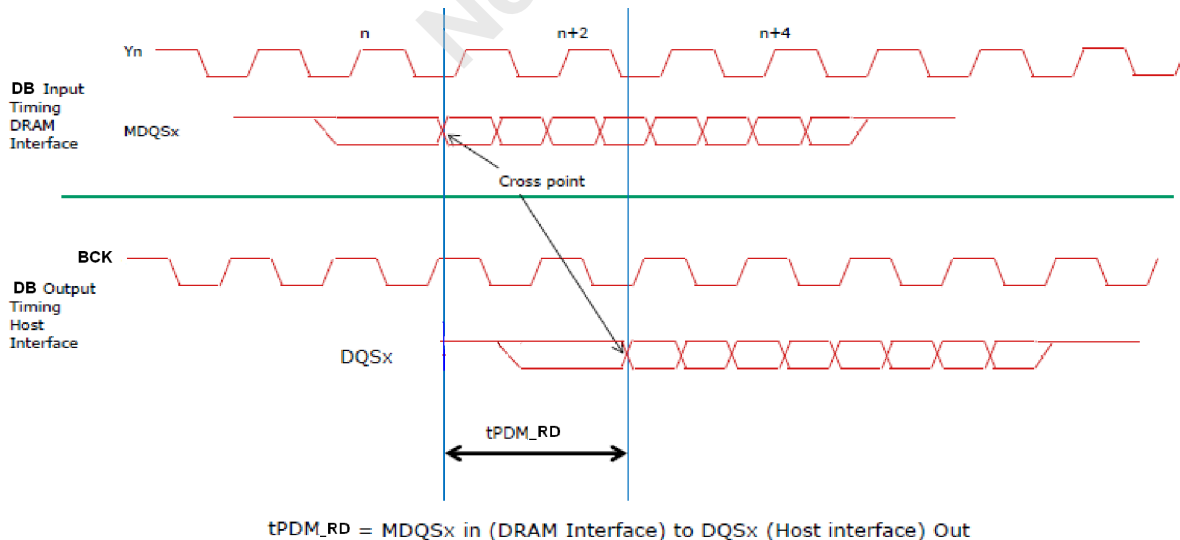 n
n+2
n+4
Yn
DB Input
Timing
DRAM
Interface
MDQSx
Cross point
BCK
DB Output
Timing
Host
Interface
DQSx
tPDM_RD
tPDM_RD = MDQSx in (DRAM Interface) to DQSx (Host interface) Out